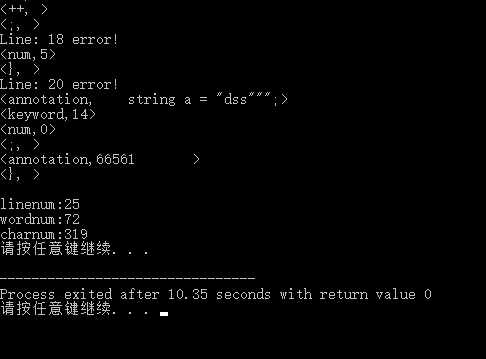 <++, >
<;, >
Line: 18 error!
<num,5>
<}, >
Line: 20 error!
<annotation,    string a = "dss""";>
<keyword,14>
<num,0>
<;, >
<annotation,66561       >
<}, >
linenum:25
wordnum:72
charnum:319
请按任意键继续. . .
--------------------------------
Process exited after 10.35 seconds with return value 0
请按任意键继续. . .